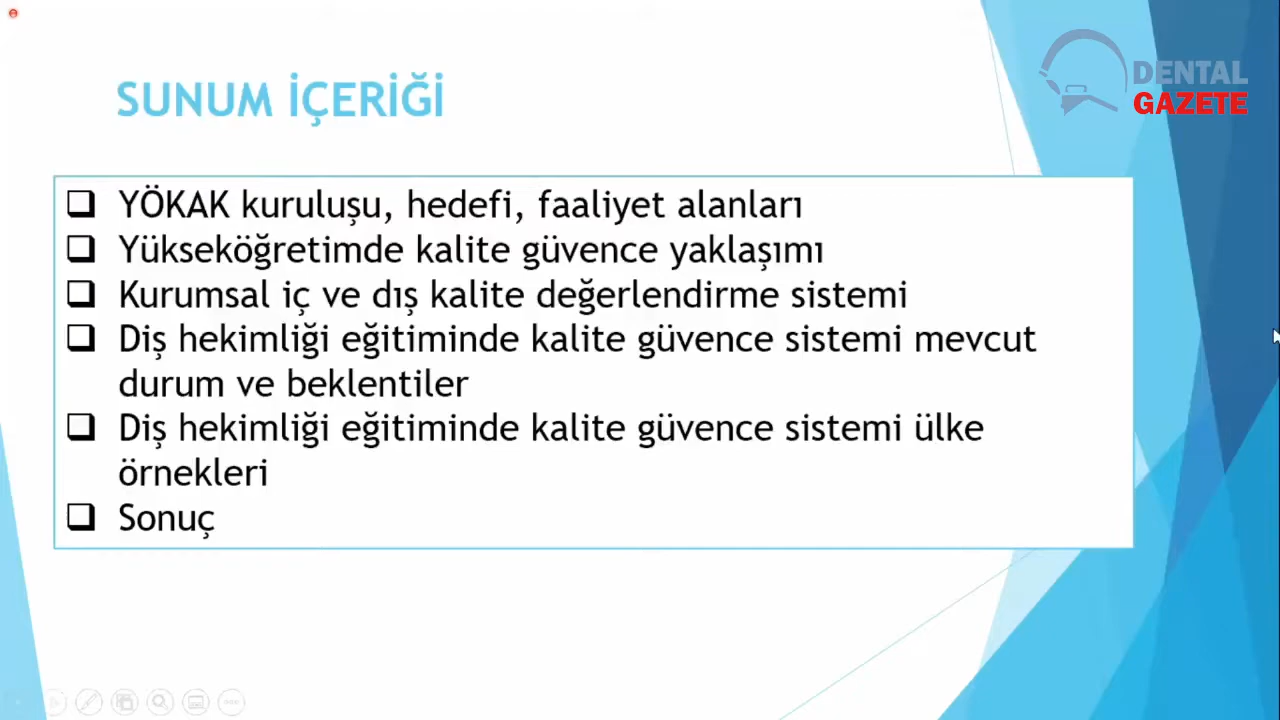 SUNUM İÇERİĞİ
DENTAL
GAZETE
YÖKAK kuruluşu, hedefi, faaliyet alanları
Yükseköğretimde kalite güvence yaklaşımı
Kurumsal iç ve dış kalite değerlendirme sistemi
Diş hekimliği eğitiminde kalite güvence sistemi mevcut
durum ve beklentiler
Diş hekimliği eğitiminde kalite güvence sistemi ülke
örnekleri
Sonuç